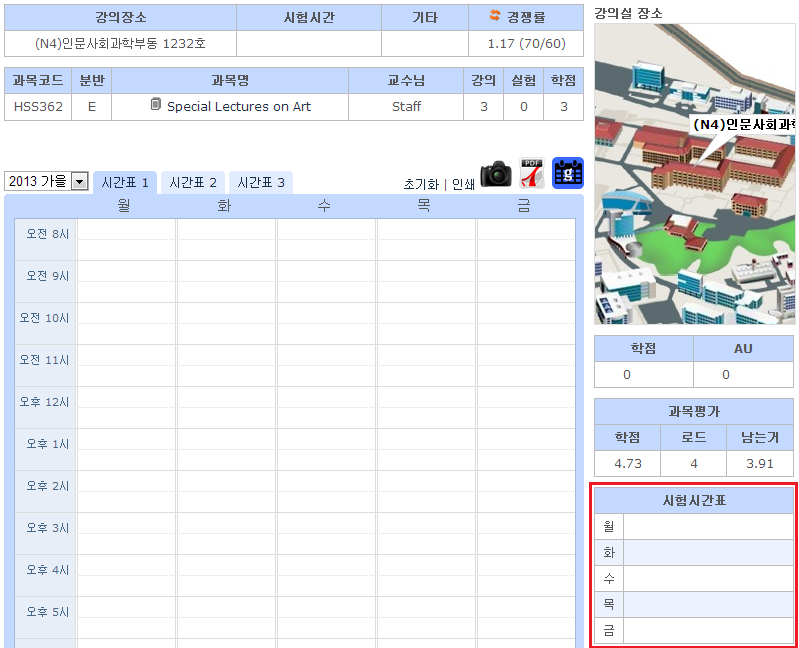 강의장소 시험시간 기타 경쟁률
(N4)인문사회과학부동 1232호 1.17 (70/60)
과목코드 분반 과목명 교수님 강의 실험 학점
HSS362 E Special Lectures on Art Staff 3 0 3
2013 가을 시간표 1 시간표 2 시간표 3 초기화 | 인쇄 PDF g
월 화 수 목 금
오전 8시
오전 9시
오전 10시
오전 11시
오후 12시
오후 1시
오후 2시
오후 3시
오후 4시
오후 5시
강의실 장소
(N4)인문사회과학
학점 AU
0 0
과목평가
학점 로드 남는거
4.73 4 3.91
시험시간표
월
화
수
목
금